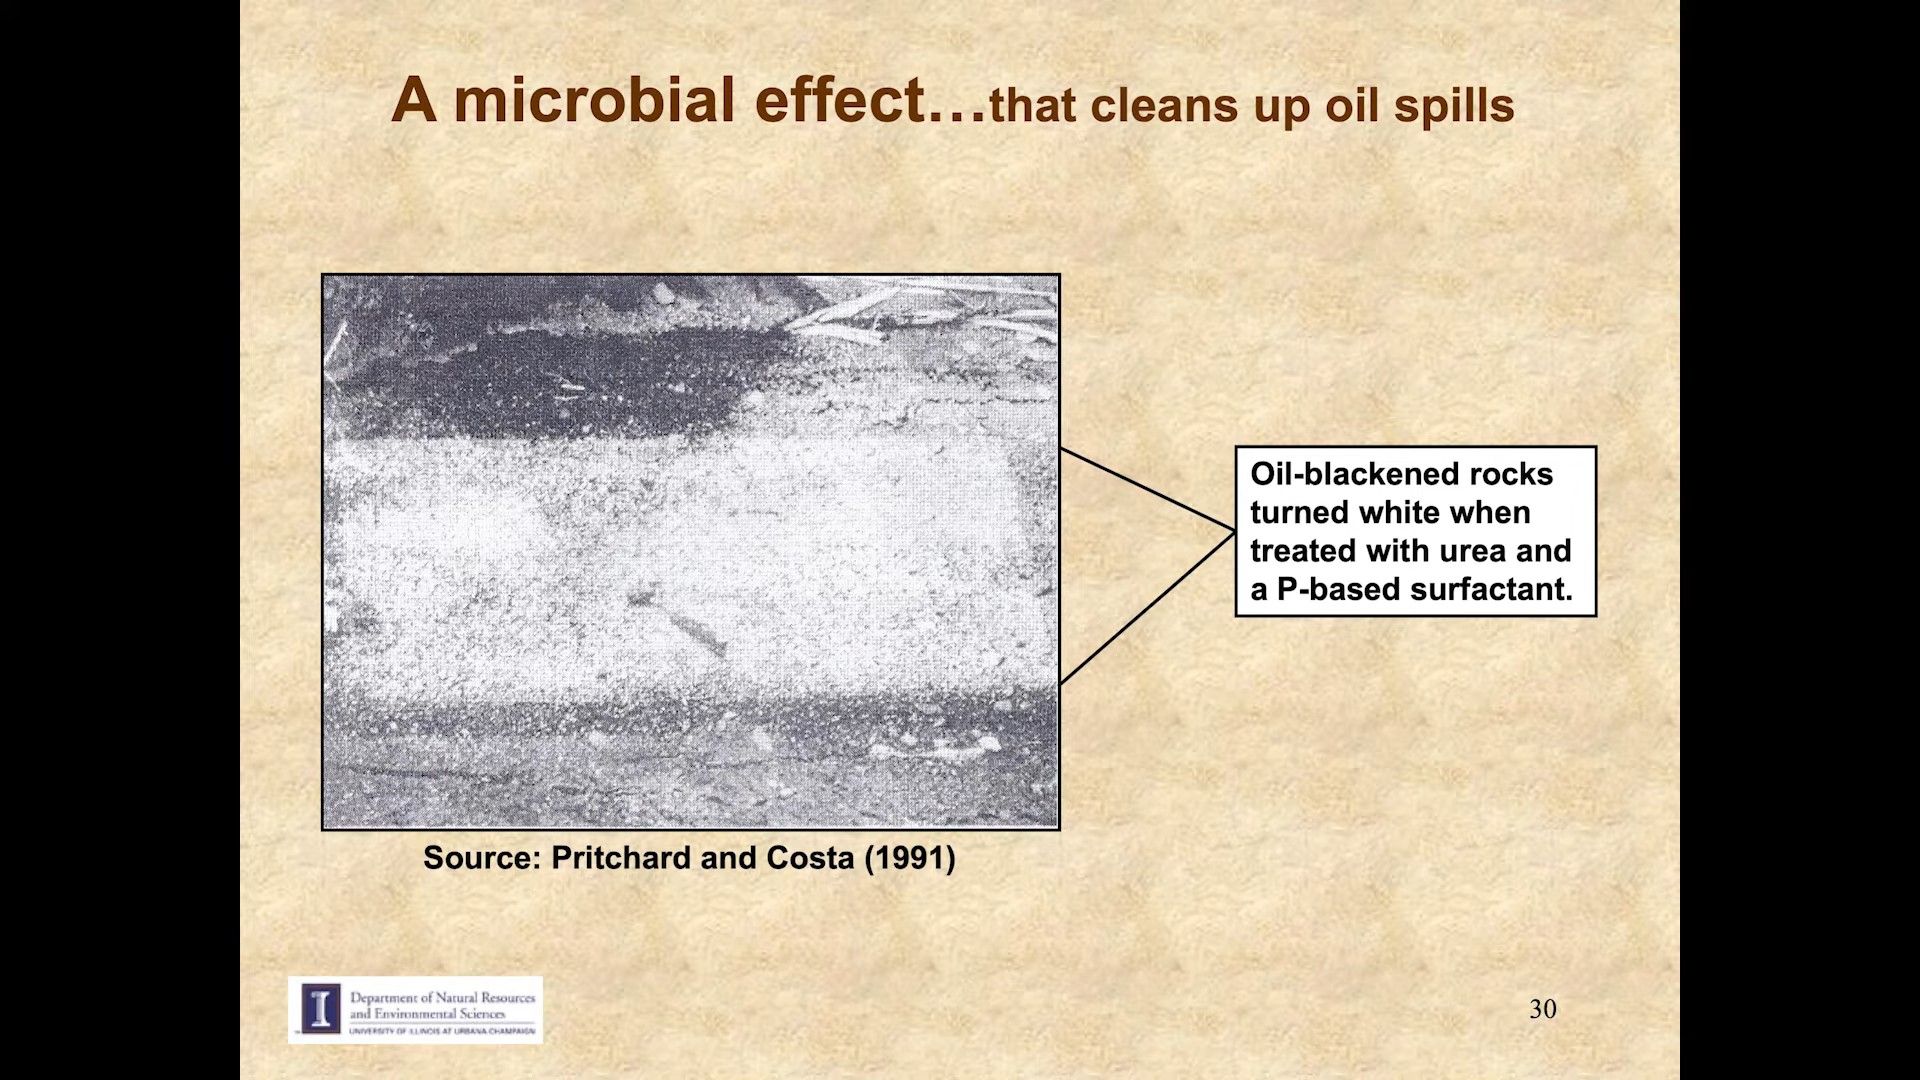 A microbial effect…that cleans up oil spills
Oil-blackened rocks
turned white when
treated with urea and
a P-based surfactant.
Source: Pritchard and Costa (1991)
I
Department of Natural Resources
and Environmental Sciences
UNIVERSITY OF ILLINOIS AT URBANA-CHAMPAIGN
30